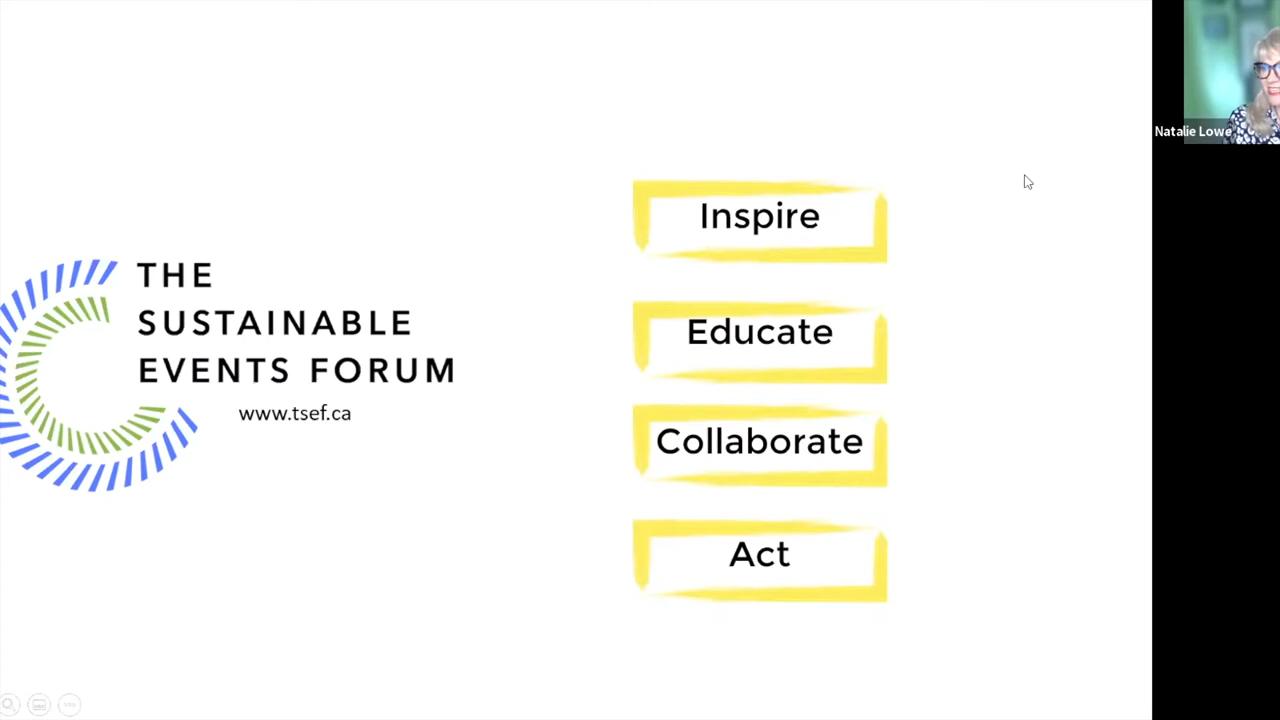 THE
SUSTAINABLE
EVENTS FORUM
www.tsef.ca
Inspire
Educate
Collaborate
Act
Natalie Lowe